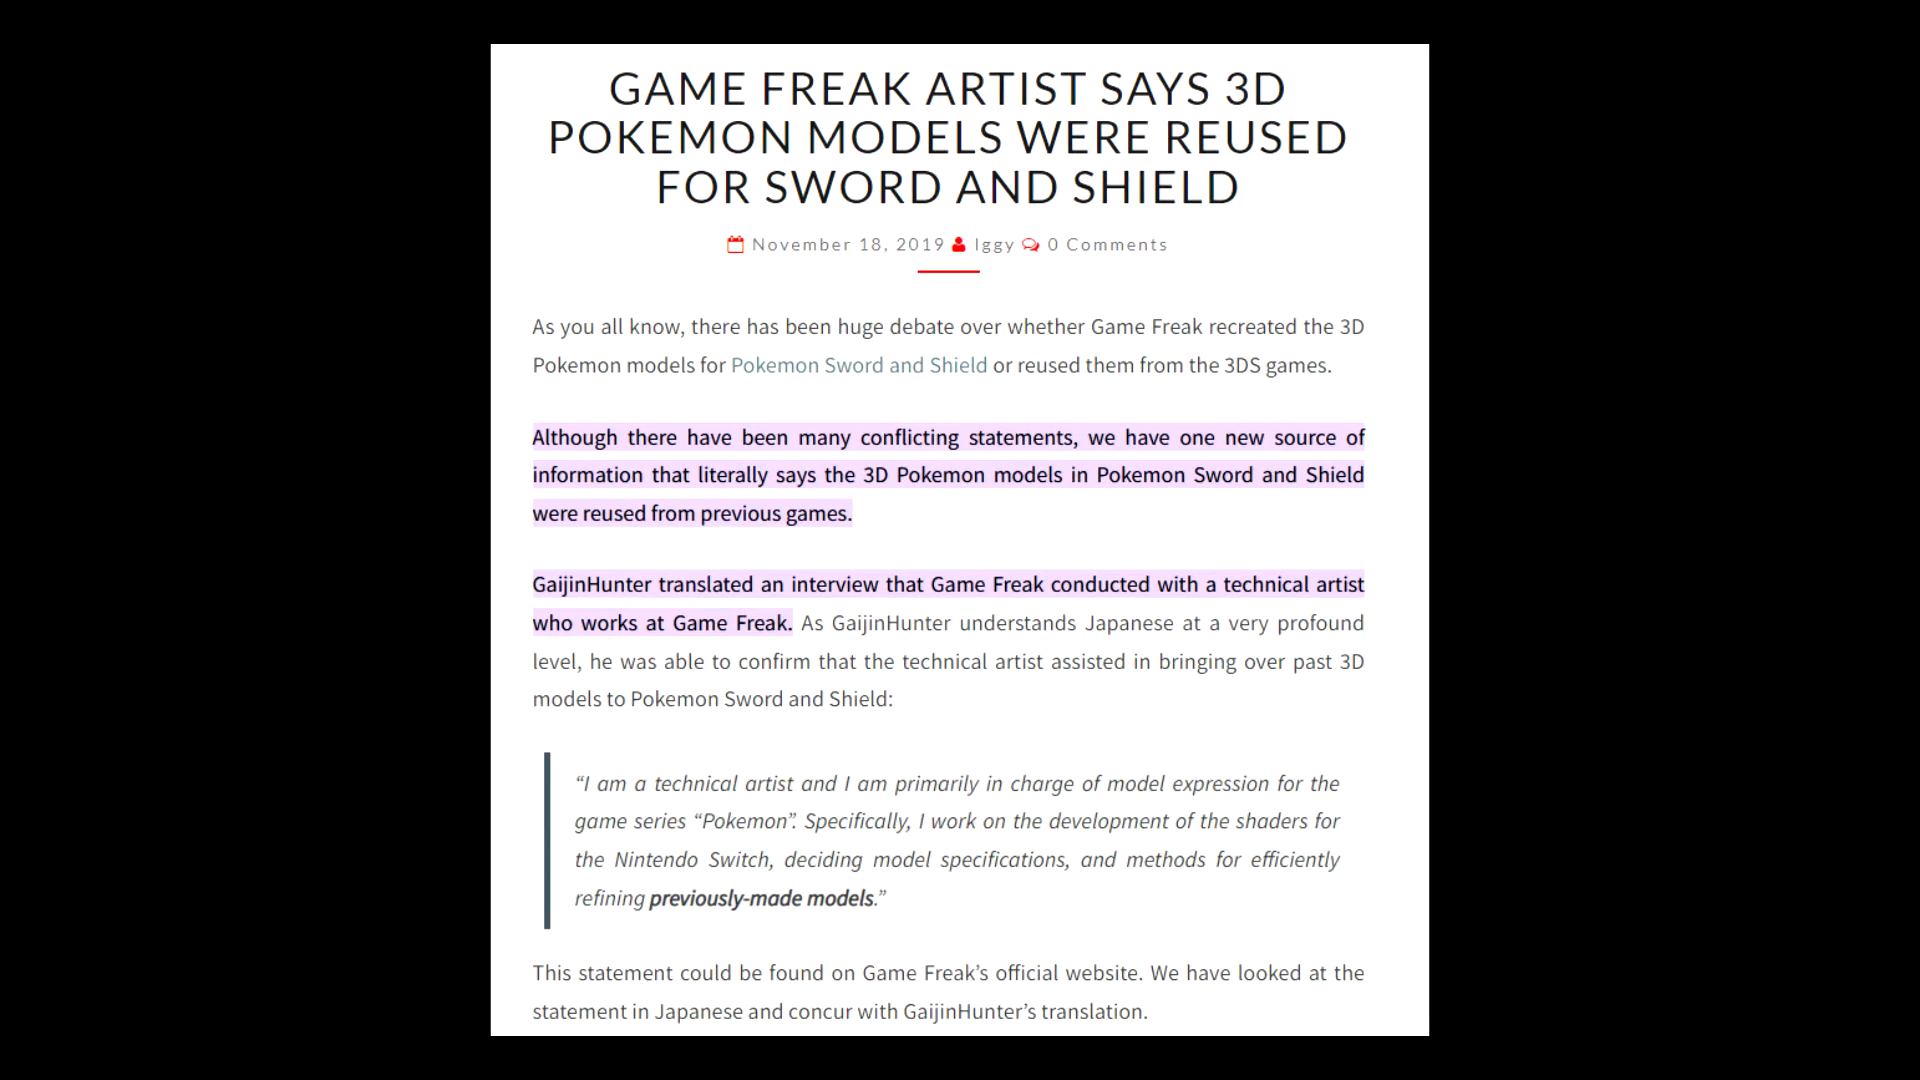 GAME FREAK ARTIST SAYS 3D
POKEMON MODELS WERE REUSED
FOR SWORD AND SHIELD
November 18, 2019 Iggy 0 Comments
As you all know, there has been huge debate over whether Game Freak recreated the 3D
Pokemon models for Pokemon Sword and Shield or reused them from the 3DS games.
Although there have been many conflicting statements, we have one new source of
information that literally says the 3D Pokemon models in Pokemon Sword and Shield
were reused from previous games.
GaijinHunter translated an interview that Game Freak conducted with a technical artist
who works at Game Freak. As GaijinHunter understands Japanese at a very profound
level, he was able to confirm that the technical artist assisted in bringing over past 3D
models to Pokemon Sword and Shield:
“I am a technical artist and I am primarily in charge of model expression for the
game series “Pokemon”. Specifically, I work on the development of the shaders for
the Nintendo Switch, deciding model specifications, and methods for efficiently
refining previously-made models.”
This statement could be found on Game Freak’s official website. We have looked at the
statement in Japanese and concur with GaijinHunter’s translation.